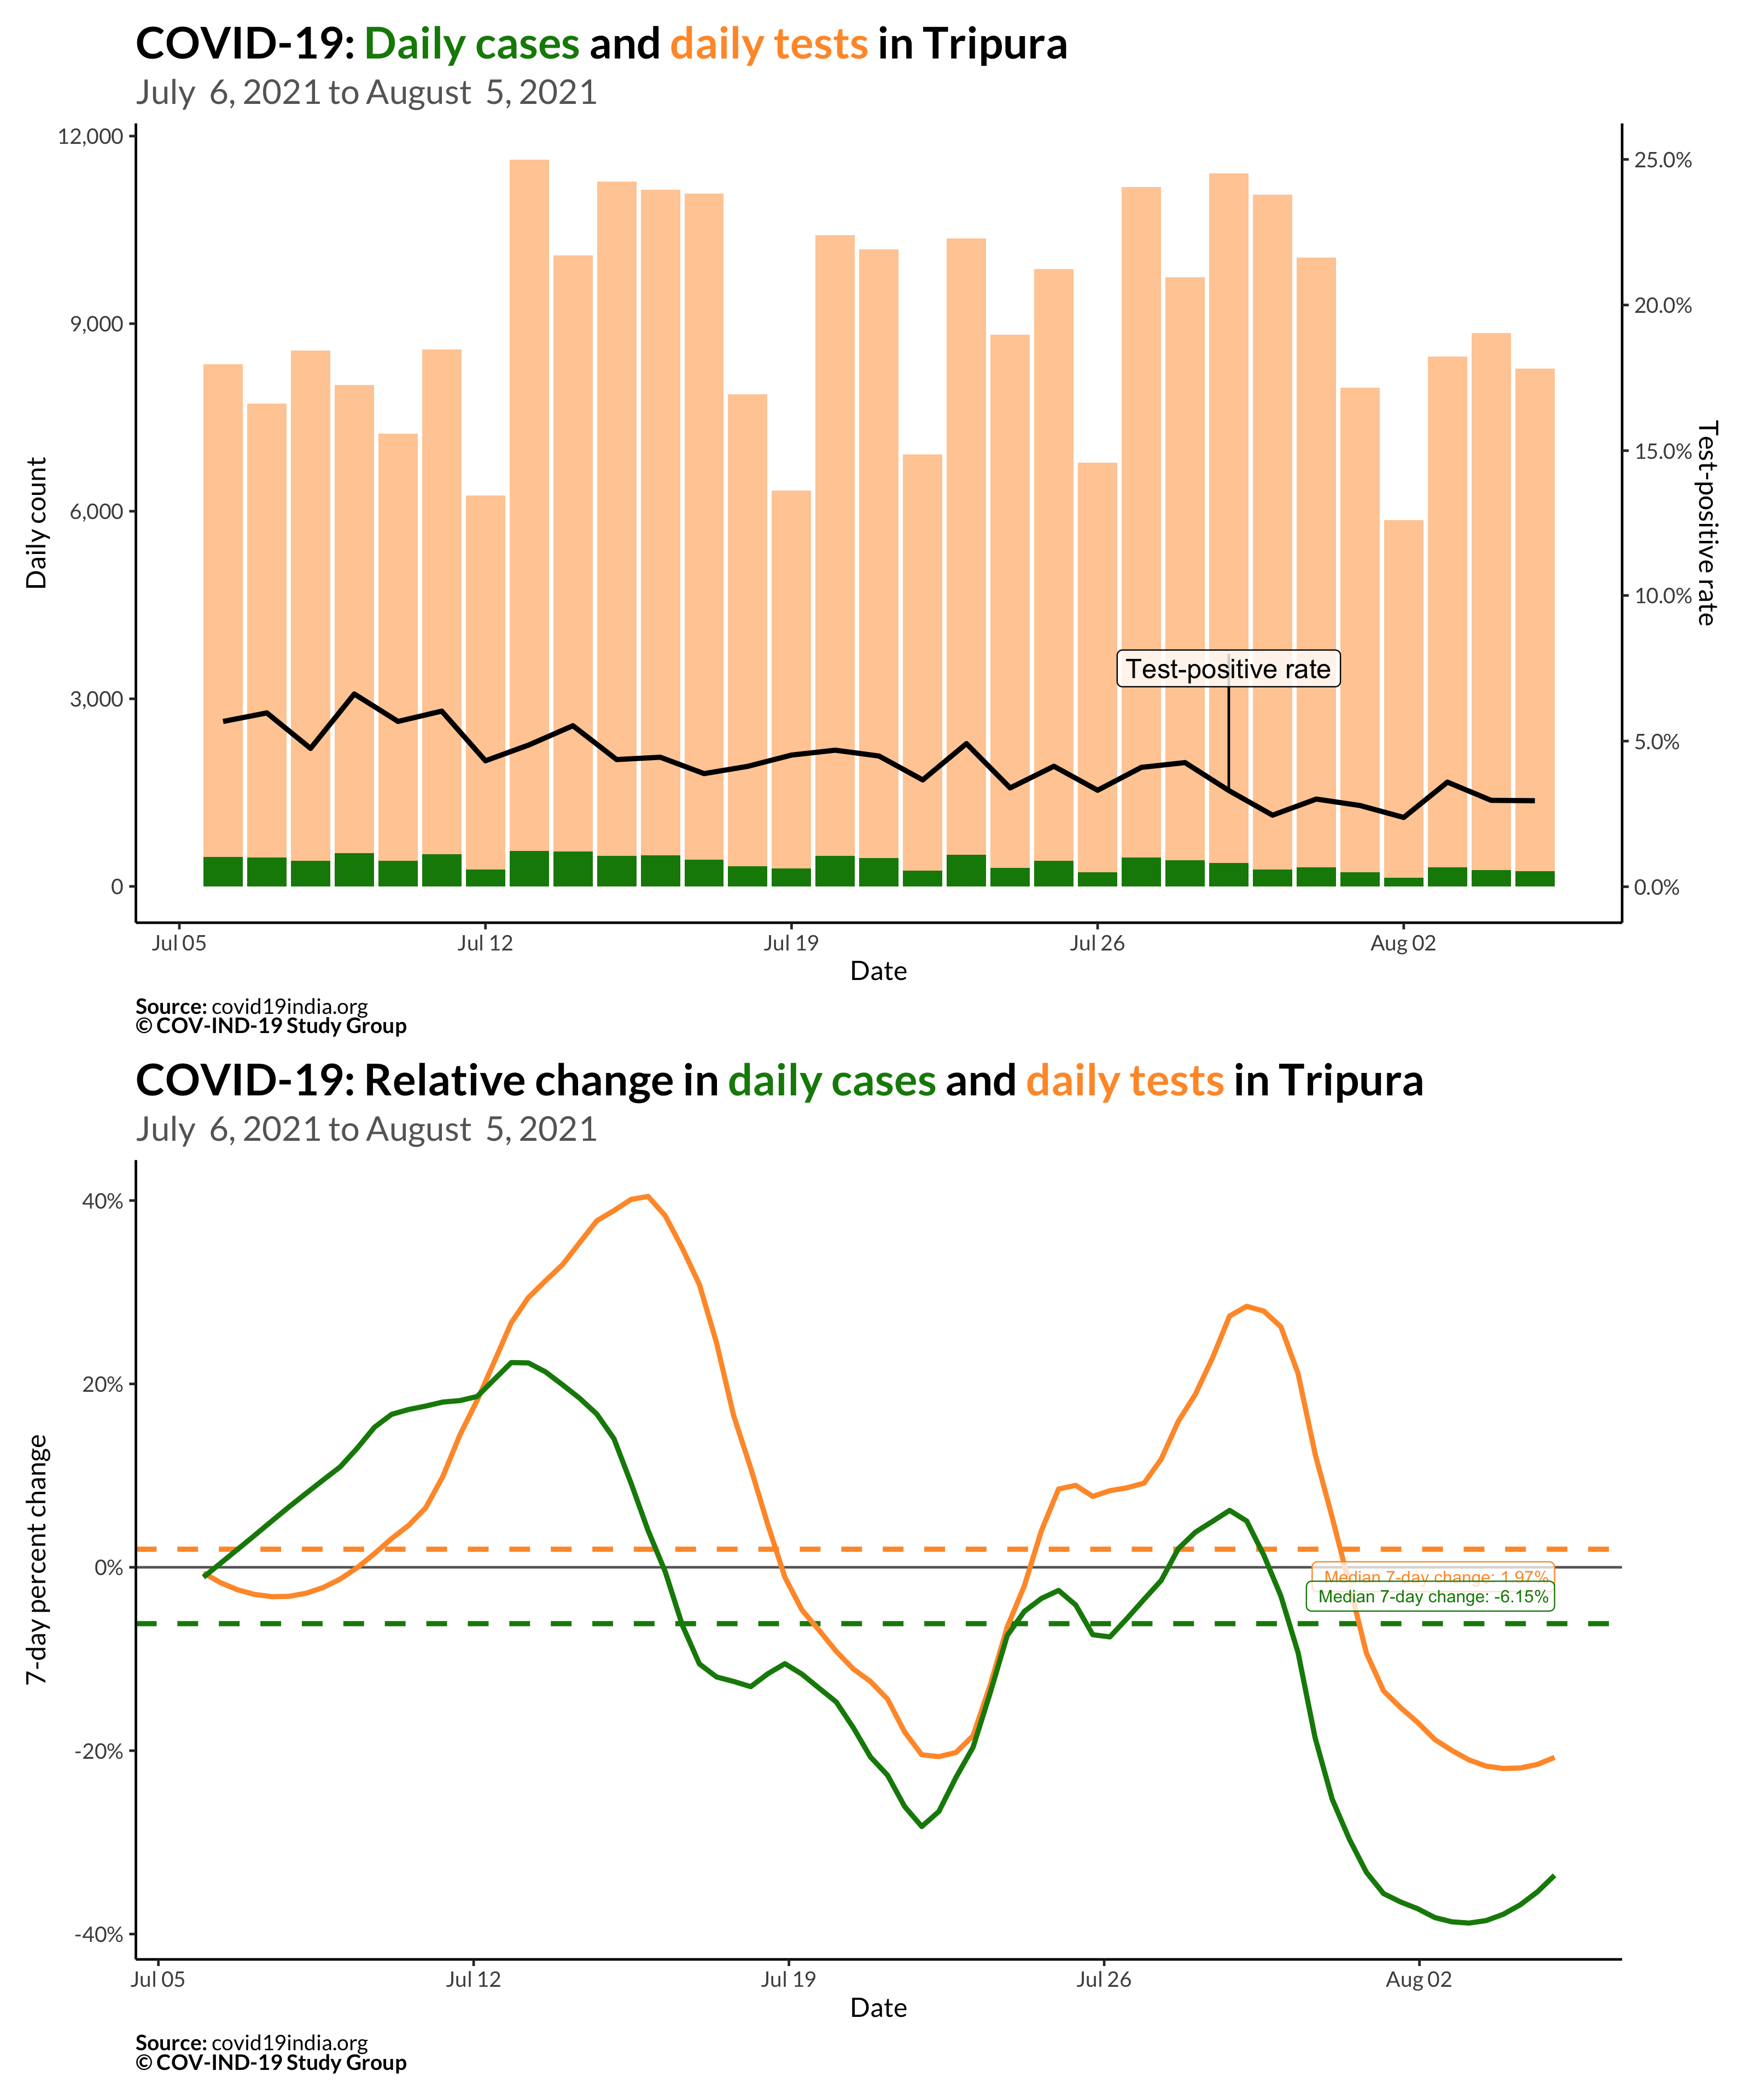 COVID-19: Daily cases and daily tests in Tripura
July 6, 2021 to August 5, 2021
12,000
9,000
6,000
3,000
0
Daily count
25.0%
20.0%
15.0%
10.0%
5.0%
0.0%
Test-positive rate
Test-positive rate
Jul 05
Jul 12
Jul 19
Jul 26
Aug 02
Date
Source: covid19india.org
© COV-IND-19 Study Group
COVID-19: Relative change in daily cases and daily tests in Tripura
July 6, 2021 to August 5, 2021
40%
20%
0%
-20%
-40%
7-day percent change
Median 7-day change: 1.97%
Median 7-day change: -6.15%
Jul 05
Jul 12
Jul 19
Jul 26
Aug 02
Date
Source: covid19india.org
© COV-IND-19 Study Group